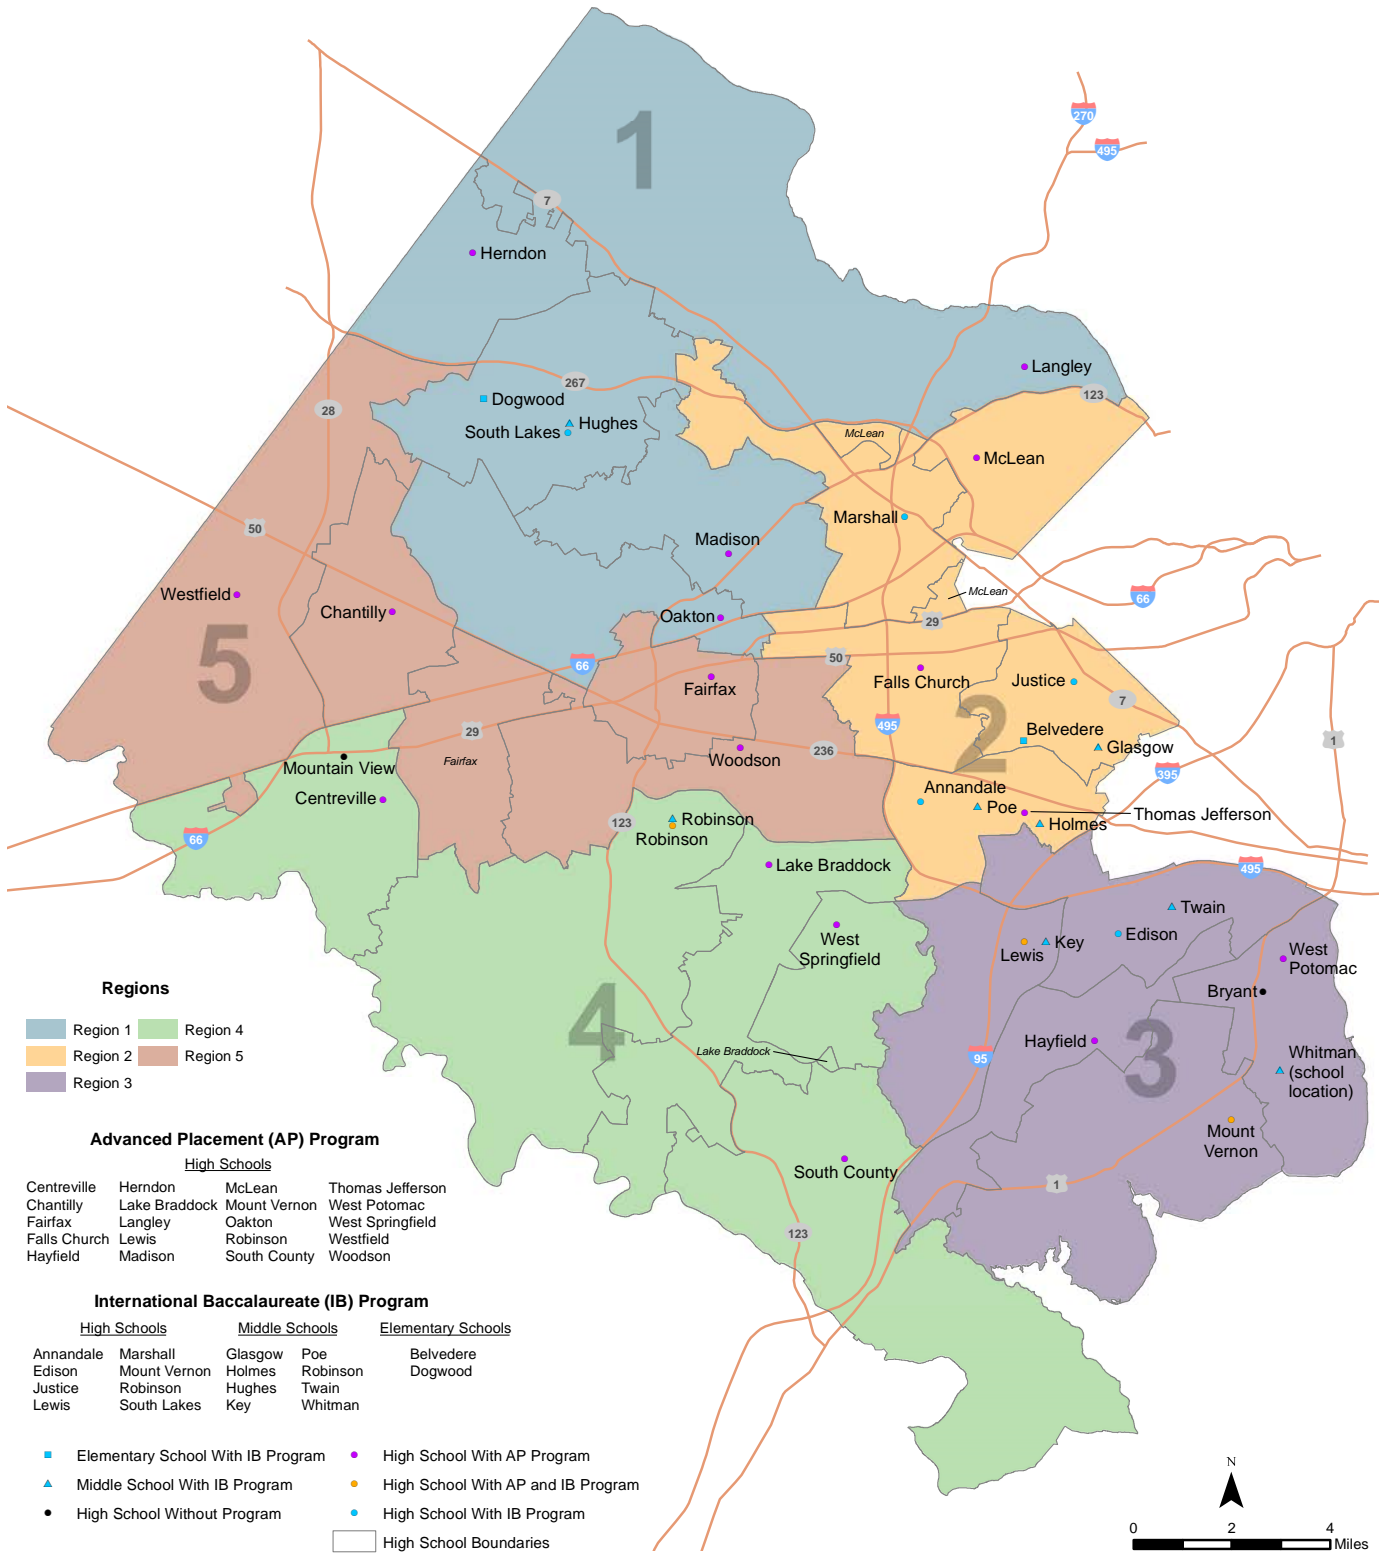 1
270
495
7
Herndon
Langley
267
123
Dogwood
28
Hughes
South Lakes
McLean
McLean
Marshall
50
Madison
McLean
Westfield
66
Chantilly
Oakton
29
5
50
66
Falls Church
Justice
Fairfax
7
2
495
29
Belvedere
1
236
Glasgow
Fairfax
Woodson
Mountain View
395
Annandale
Centreville
Poe
Thomas Jefferson
123
Robinson
Holmes
66
Robinson
Lake Braddock
495
Twain
West
Springfield
Edison
Key
Lewis
West
Potomac
Bryant
4
3
Hayfield
Lake Braddock
95
Whitman
(school
location)
Mount
Vernon
South County
1
123
Regions
Region 1 Region 4
Region 2 Region 5
Region 3
Advanced Placement (AP) Program
High Schools
Centreville Herndon McLean Thomas Jefferson
Chantilly Lake Braddock Mount Vernon West Potomac
Fairfax Langley Oakton West Springfield
Falls Church Lewis Robinson Westfield
Hayfield Madison South County Woodson
International Baccalaureate (IB) Program
High Schools Middle Schools Elementary Schools
Annandale Marshall Glasgow Poe Belvedere
Edison Mount Vernon Holmes Robinson Dogwood
Justice Robinson Hughes Twain
Lewis South Lakes Key Whitman
Elementary School With IB Program High School With AP Program
Middle School With IB Program High School With AP and IB Program
High School Without Program High School With IB Program
High School Boundaries
N
0 2 4
Miles